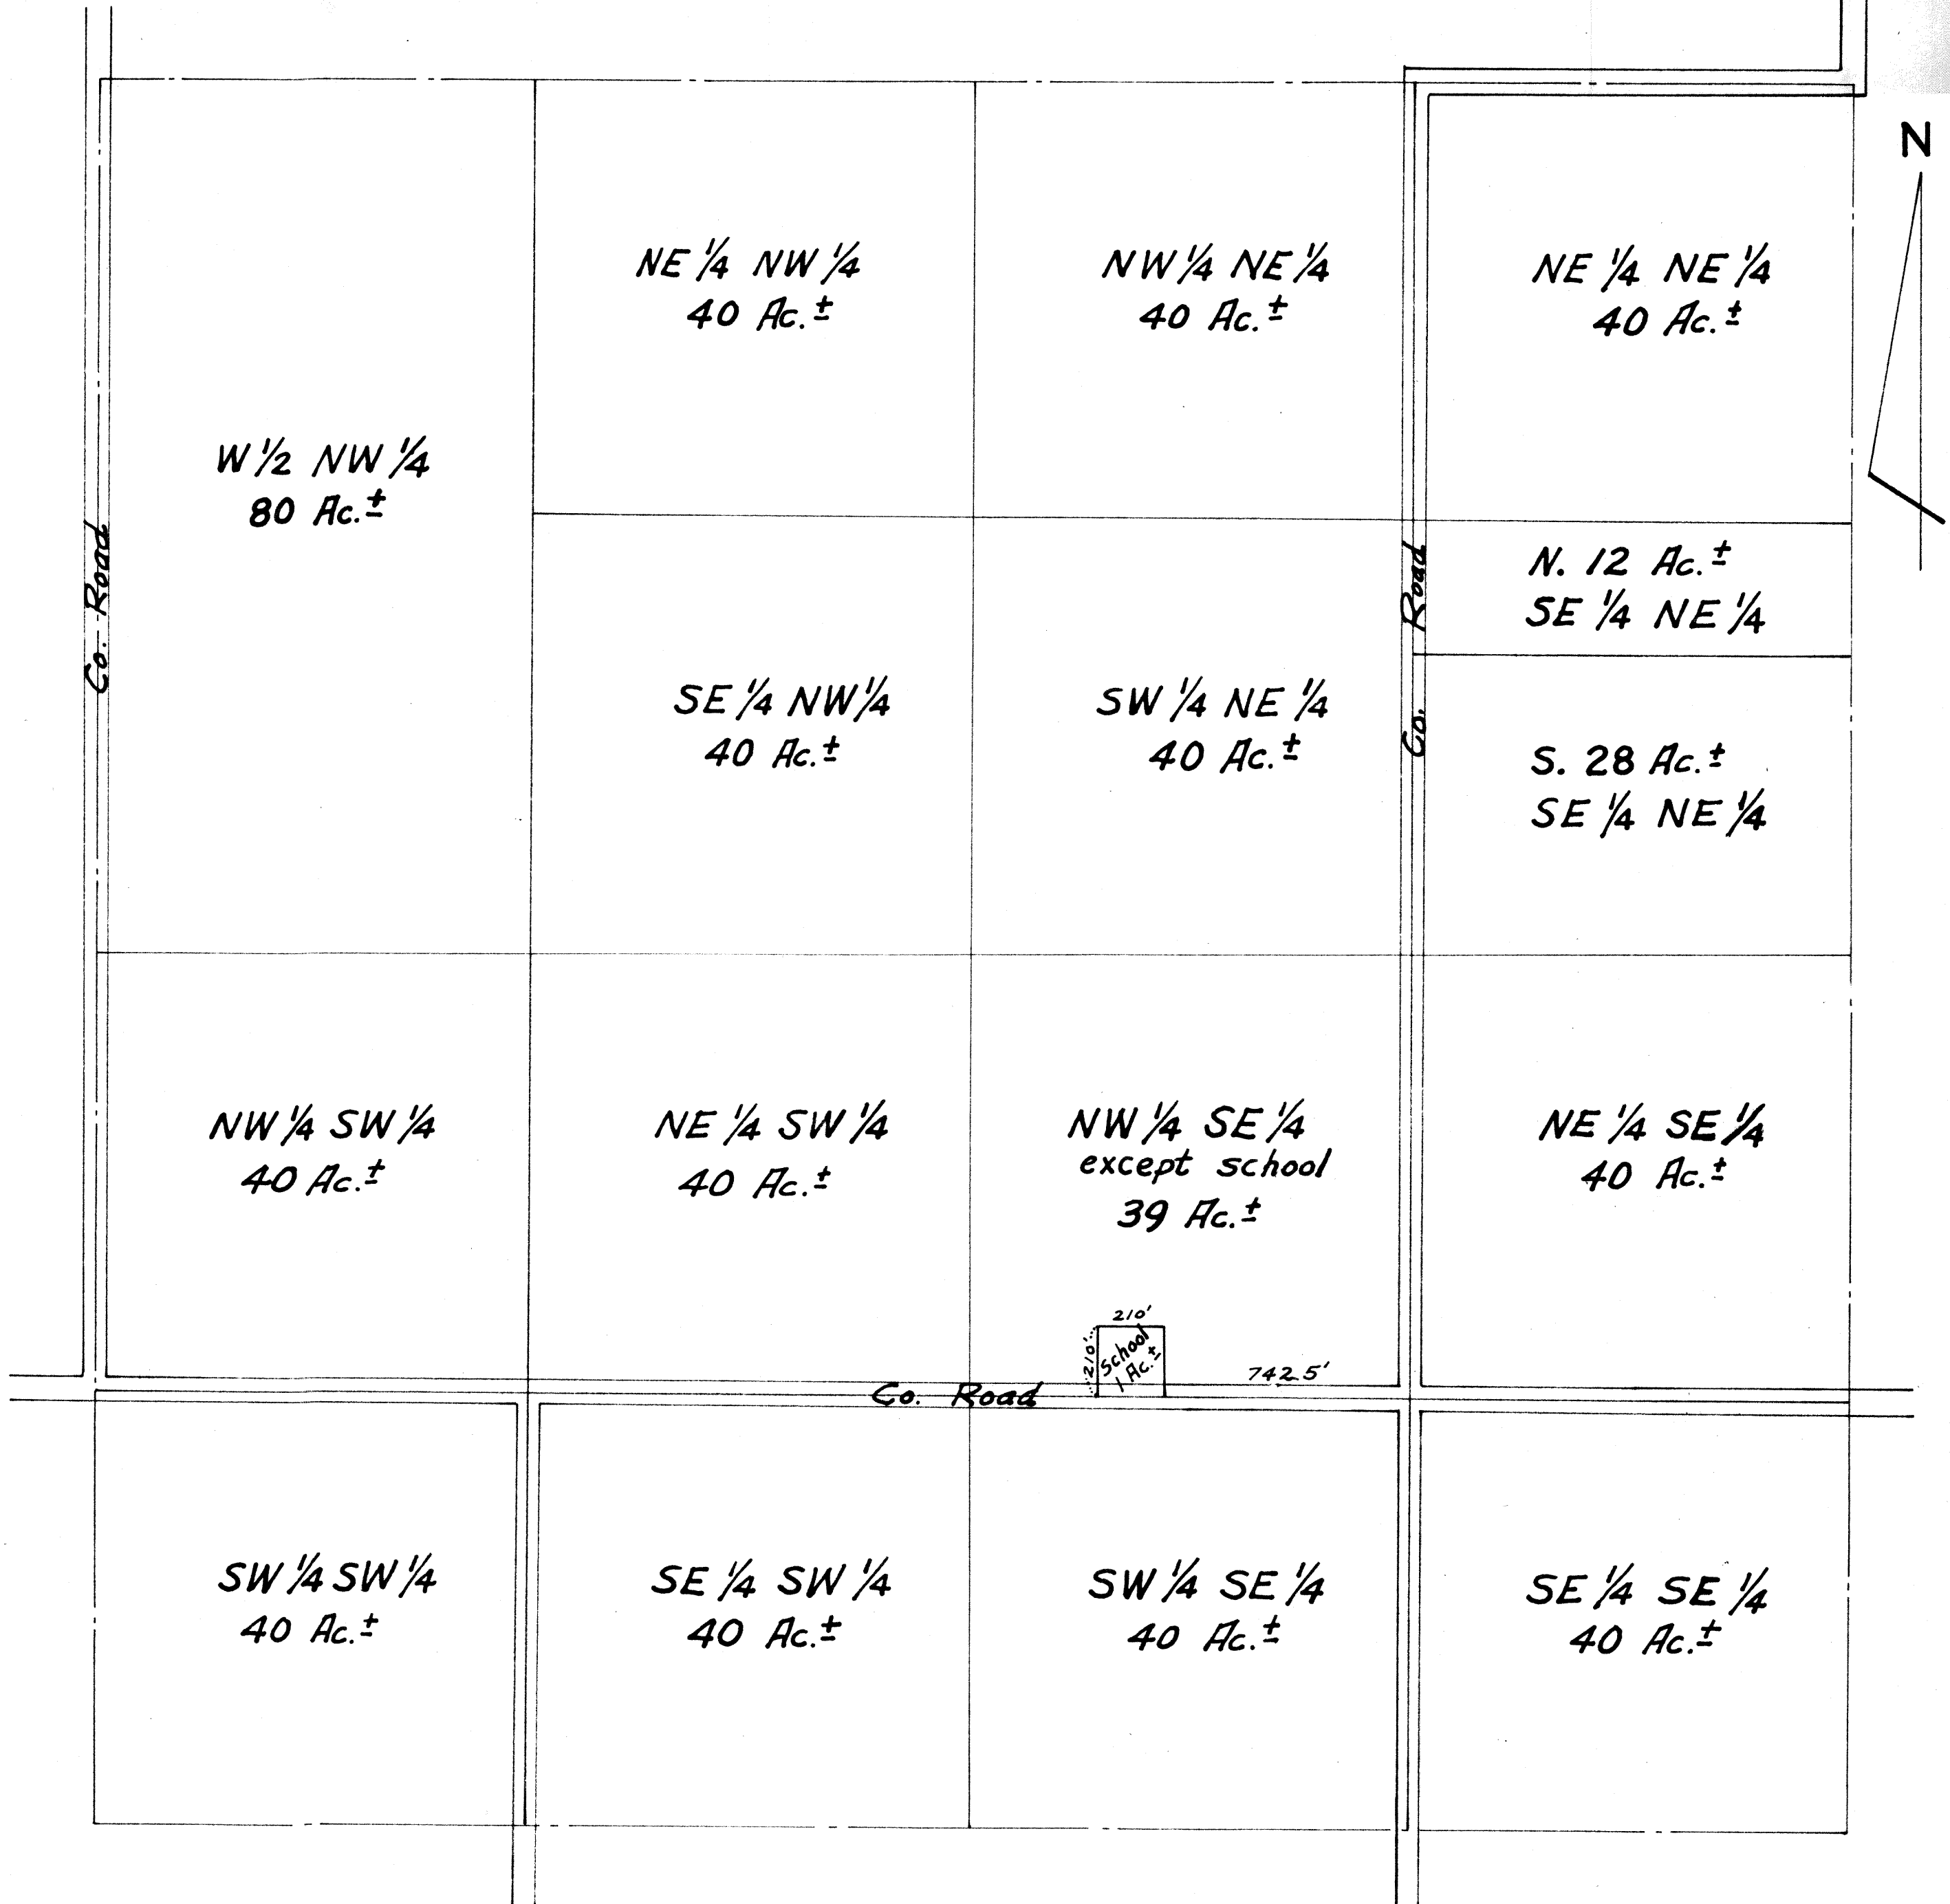 N
NE 1/4 NW 1/4
40 Ac.±
NW 1/4 NE 1/4
40 Ac.±
NE 1/4 NE 1/4
40 Ac.±
W 1/2 NW 1/4
80 Ac.±
Co. Road
Co. Road
N. 12 Ac.±
SE 1/4 NE 1/4
SE 1/4 NW 1/4
40 Ac.±
SW 1/4 NE 1/4
40 Ac.±
S. 28 Ac.±
SE 1/4 NE 1/4
NW 1/4 SW 1/4
40 Ac.±
NE 1/4 SW 1/4
40 Ac.±
NW 1/4 SE 1/4
except school
39 Ac.±
NE 1/4 SE 1/4
40 Ac.±
210'
210'
School
1 Ac.±
742.5'
Co. Road
SW 1/4 SW 1/4
40 Ac.±
SE 1/4 SW 1/4
40 Ac.±
SW 1/4 SE 1/4
40 Ac.±
SE 1/4 SE 1/4
40 Ac.±